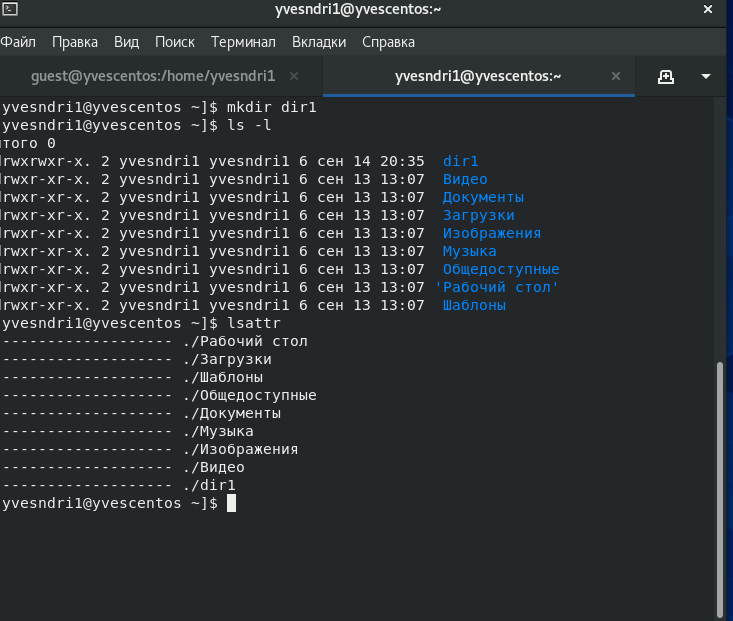 yvesndri1@yvescentos:~
Файл Правка Вид Поиск Терминал Вкладки Справка
guest@yvescentos:/home/yvesndri1 × yvesndri1@yvescentos:~ ×
yvesndri1@yvescentos ~]$ mkdir dir1
yvesndri1@yvescentos ~]$ ls -l
итого 0
drwxrwxr-x. 2 yvesndri1 yvesndri1 6 сен 14 20:35 dir1
drwxr-xr-x. 2 yvesndri1 yvesndri1 6 сен 13 13:07 Видео
drwxr-xr-x. 2 yvesndri1 yvesndri1 6 сен 13 13:07 Документы
drwxr-xr-x. 2 yvesndri1 yvesndri1 6 сен 13 13:07 Загрузки
drwxr-xr-x. 2 yvesndri1 yvesndri1 6 сен 13 13:07 Изображения
drwxr-xr-x. 2 yvesndri1 yvesndri1 6 сен 13 13:07 Музыка
drwxr-xr-x. 2 yvesndri1 yvesndri1 6 сен 13 13:07 Общедоступные
drwxr-xr-x. 2 yvesndri1 yvesndri1 6 сен 13 13:07 'Рабочий стол'
drwxr-xr-x. 2 yvesndri1 yvesndri1 6 сен 13 13:07 Шаблоны
yvesndri1@yvescentos ~]$ lsattr
------------------- ./Рабочий стол
------------------- ./Загрузки
------------------- ./Шаблоны
------------------- ./Общедоступные
------------------- ./Документы
------------------- ./Музыка
------------------- ./Изображения
------------------- ./Видео
------------------- ./dir1
yvesndri1@yvescentos ~]$